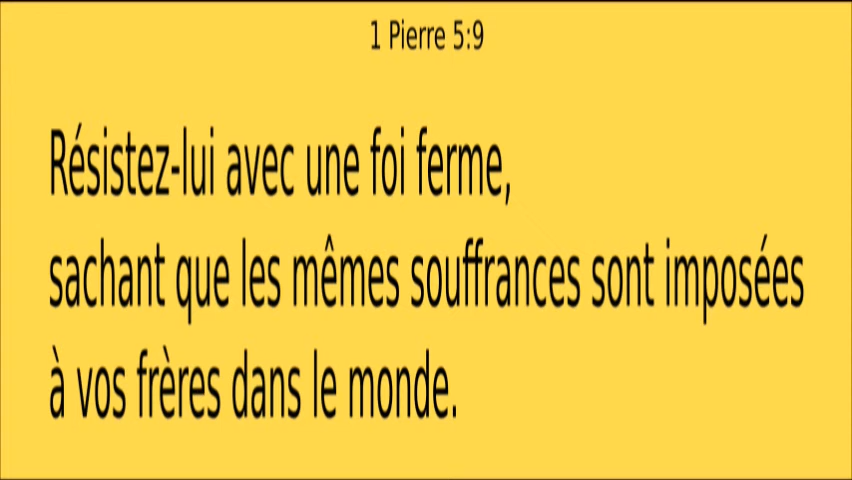 1 Pierre 5:9
Résistez-lui avec une foi ferme,
sachant que les mêmes souffrances sont imposées
à vos frères dans le monde.